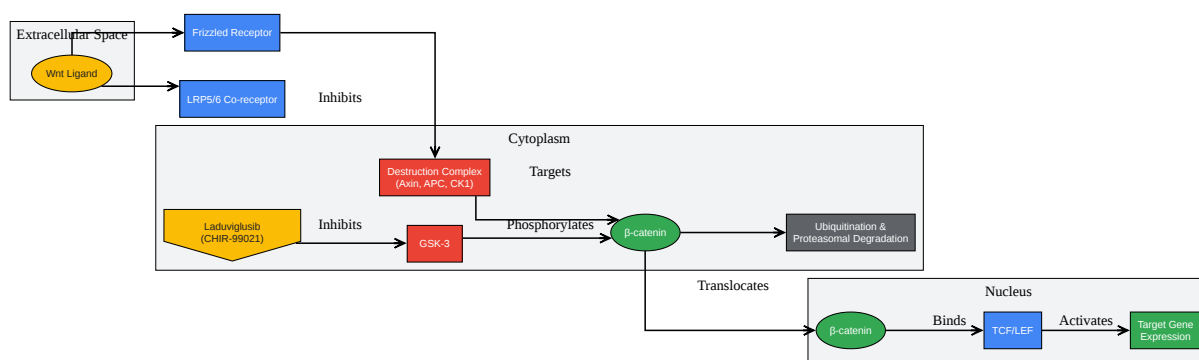 Extracellular Space
Wnt Ligand
Frizzled Receptor
LRP5/6 Co-receptor
Inhibits
Cytoplasm
Destruction Complex
(Axin, APC, CK1)
Targets
Laduviglusib
(CHIR-99021)
Inhibits
GSK-3
Phosphorylates
β-catenin
Ubiquitination &
Proteasomal Degradation
Translocates
Nucleus
β-catenin
Binds
TCF/LEF
Activates
Target Gene
Expression